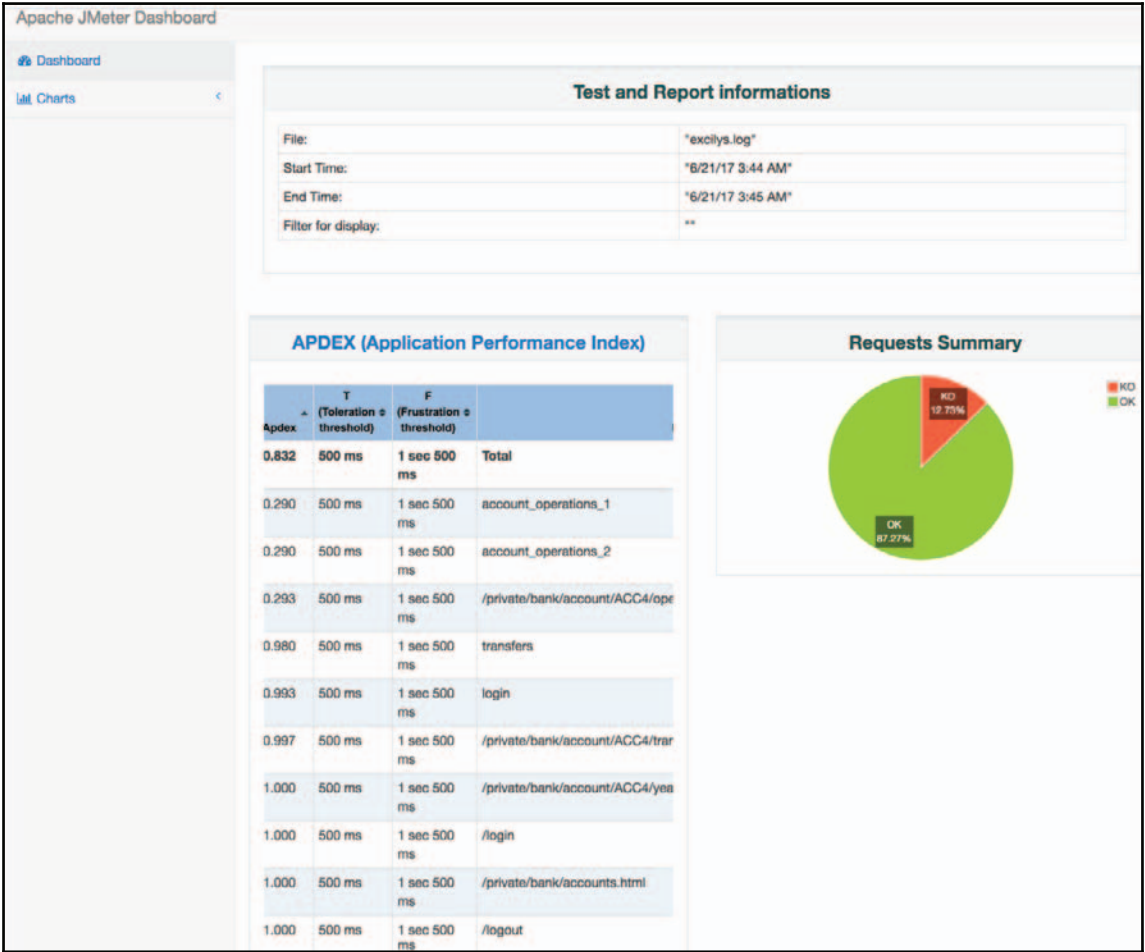 Apache JMeter Dashboard
Dashboard
Charts
Test and Report informations
File: "excilys.log"
Start Time: "6/21/17 3:44 AM"
End Time: "6/21/17 3:45 AM"
Filter for display: ""
APDEX (Application Performance Index)
Apdex T (Toleration threshold) F (Frustration threshold)
0.832 500 ms 1 sec 500 ms Total
0.290 500 ms 1 sec 500 ms account_operations_1
0.290 500 ms 1 sec 500 ms account_operations_2
0.293 500 ms 1 sec 500 ms /private/bank/account/ACC4/ope
0.980 500 ms 1 sec 500 ms transfers
0.993 500 ms 1 sec 500 ms login
0.997 500 ms 1 sec 500 ms /private/bank/account/ACC4/tran
1.000 500 ms 1 sec 500 ms /private/bank/account/ACC4/yea
1.000 500 ms 1 sec 500 ms /login
1.000 500 ms 1 sec 500 ms /private/bank/accounts.html
1.000 500 ms 1 sec 500 ms /logout
Requests Summary
KO
12.73%
OK
87.27%
KO
OK